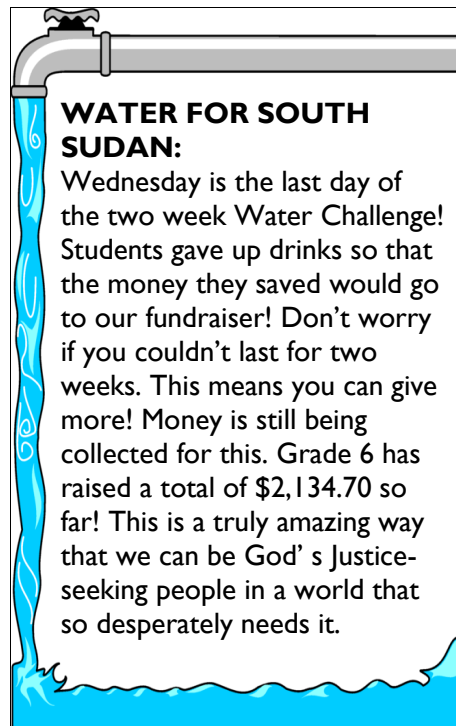 WATER FOR SOUTH
SUDAN:
Wednesday is the last day of
the two week Water Challenge!
Students gave up drinks so that
the money they saved would go
to our fundraiser! Don’t worry
if you couldn’t last for two
weeks. This means you can give
more! Money is still being
collected for this. Grade 6 has
raised a total of $2,134.70 so
far! This is a truly amazing way
that we can be God’ s Justice-
seeking people in a world that
so desperately needs it.